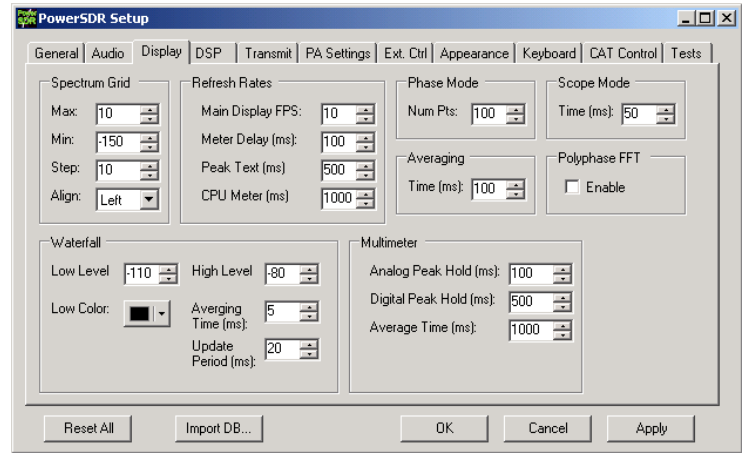 PowerSDR Setup
General Audio Display DSP Transmit PA Settings Ext. Ctrl Appearance Keyboard CAT Control Tests
Spectrum Grid
Max: 10
Min: -150
Step: 10
Align: Left
Refresh Rates
Main Display FPS: 10
Meter Delay (ms): 100
Peak Text (ms) 500
CPU Meter (ms) 1000
Phase Mode
Num Pts: 100
Scope Mode
Time (ms): 50
Averaging
Time (ms): 100
Polyphase FFT
Enable
Waterfall
Low Level -110
High Level -80
Low Color:
Averging
Time (ms): 5
Update
Period (ms): 20
Multimeter
Analog Peak Hold (ms): 100
Digital Peak Hold (ms): 500
Average Time (ms): 1000
Reset All Import DB... OK Cancel Apply